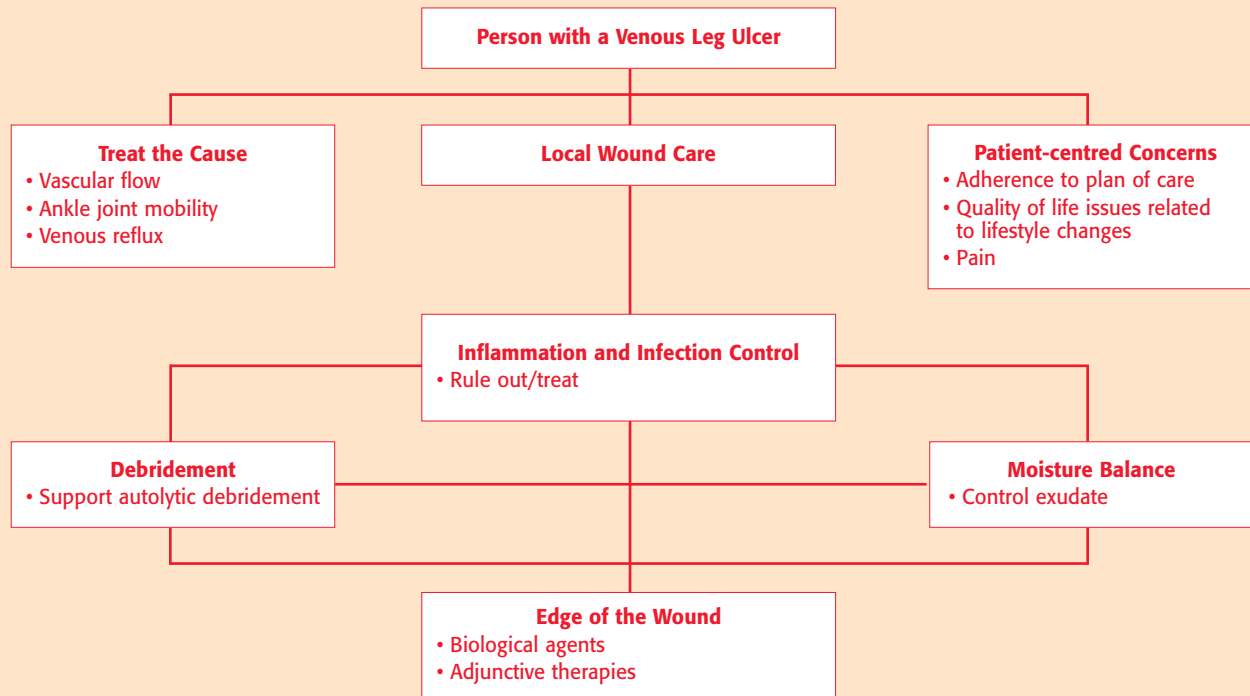 Person with a Venous Leg Ulcer
Treat the Cause
• Vascular flow
• Ankle joint mobility
• Venous reflux
Local Wound Care
Patient-centred Concerns
• Adherence to plan of care
• Quality of life issues related
to lifestyle changes
• Pain
Inflammation and Infection Control
• Rule out/treat
Debridement
• Support autolytic debridement
Moisture Balance
• Control exudate
Edge of the Wound
• Biological agents
• Adjunctive therapies